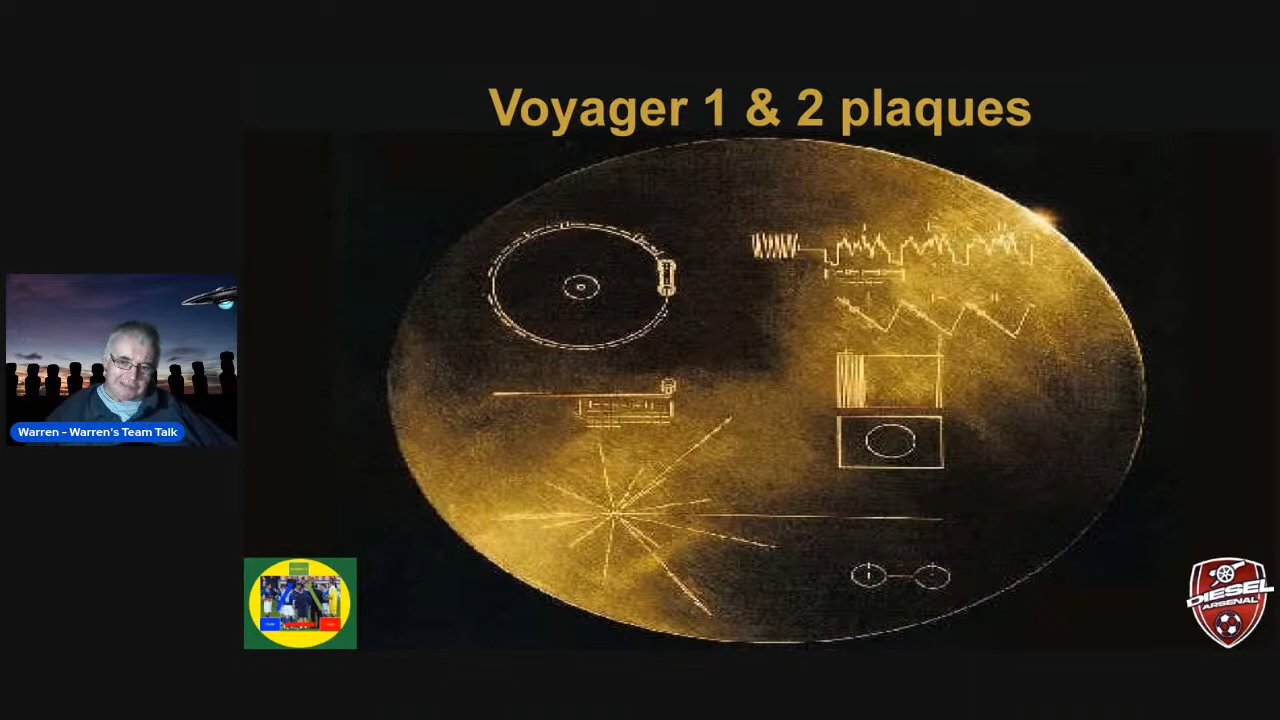 Voyager 1 & 2 plaques
Warren – Warren's Team Talk
DIESEL
ARSENAL